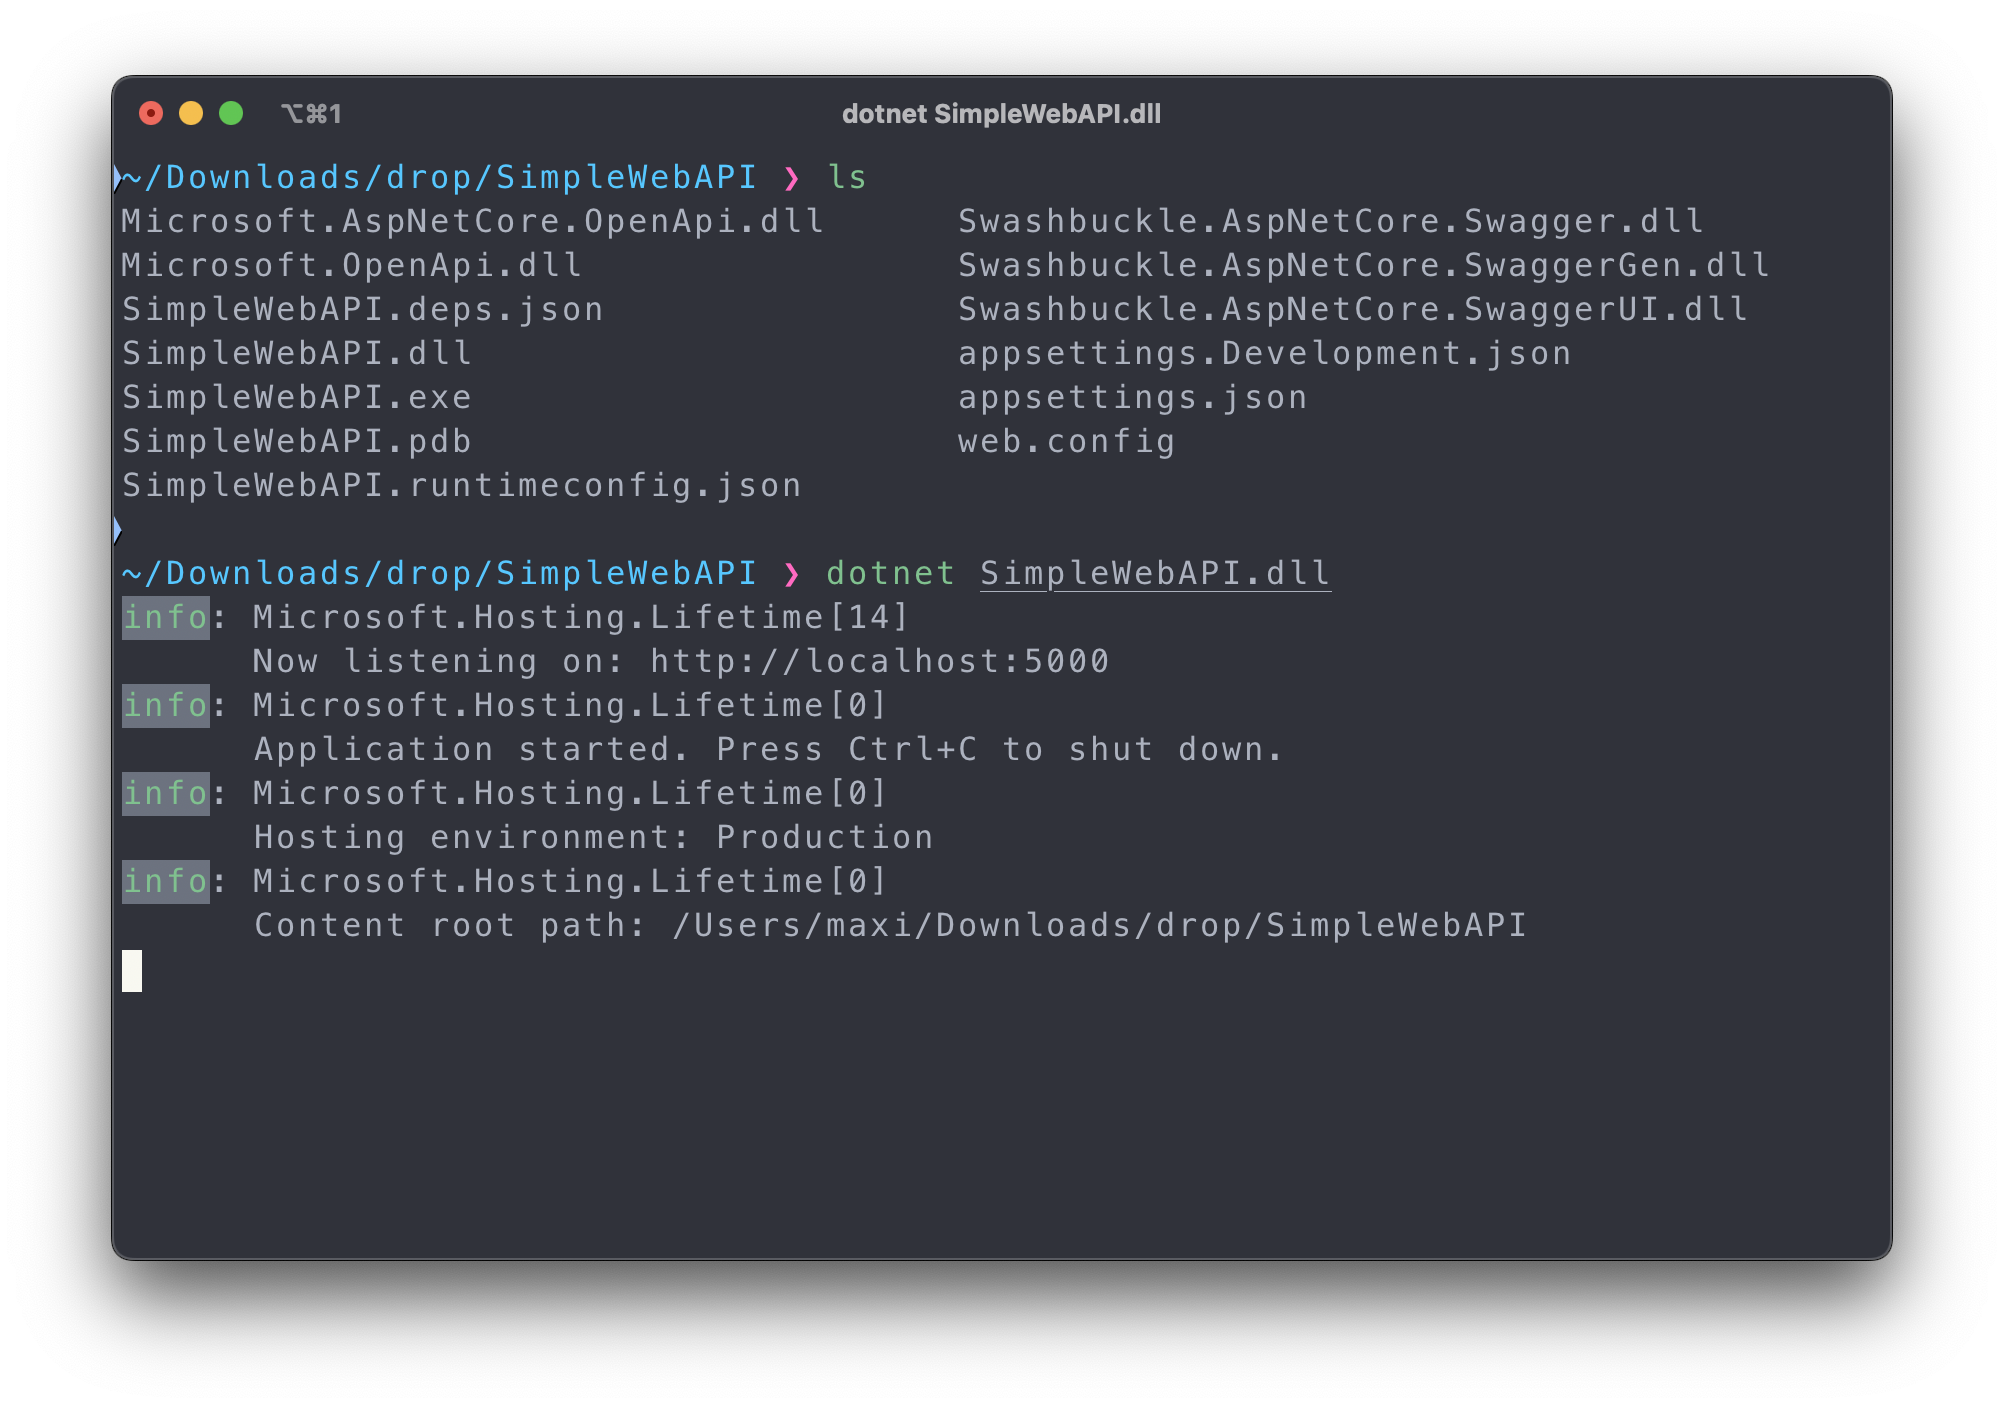 ⌥⌘1 dotnet SimpleWebAPI.dll
~/Downloads/drop/SimpleWebAPI ❯ ls
Microsoft.AspNetCore.OpenApi.dll Swashbuckle.AspNetCore.Swagger.dll
Microsoft.OpenApi.dll Swashbuckle.AspNetCore.SwaggerGen.dll
SimpleWebAPI.deps.json Swashbuckle.AspNetCore.SwaggerUI.dll
SimpleWebAPI.dll appsettings.Development.json
SimpleWebAPI.exe appsettings.json
SimpleWebAPI.pdb web.config
SimpleWebAPI.runtimeconfig.json
~/Downloads/drop/SimpleWebAPI ❯ dotnet SimpleWebAPI.dll
info: Microsoft.Hosting.Lifetime[14]
Now listening on: http://localhost:5000
info: Microsoft.Hosting.Lifetime[0]
Application started. Press Ctrl+C to shut down.
info: Microsoft.Hosting.Lifetime[0]
Hosting environment: Production
info: Microsoft.Hosting.Lifetime[0]
Content root path: /Users/maxi/Downloads/drop/SimpleWebAPI